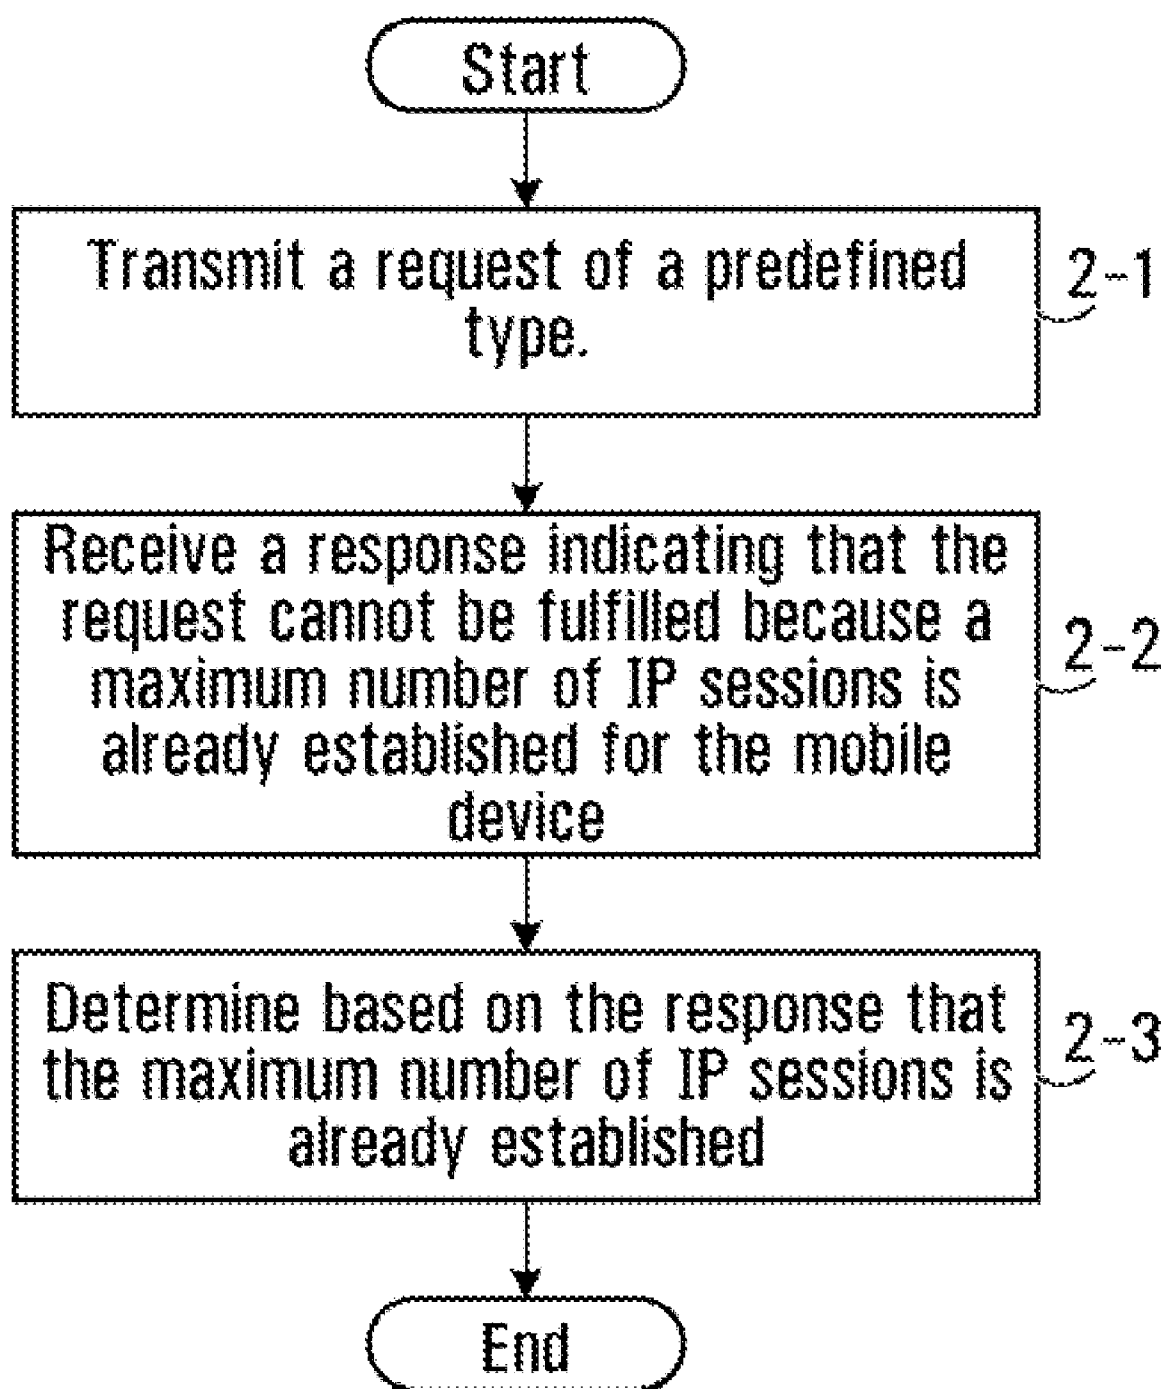 Start
Transmit a request of a predefined
type.
2-1
Receive a response indicating that the
request cannot be fulfilled because a
maximum number of IP sessions is
already established for the mobile
device
2-2
Determine based on the response that
the maximum number of IP sessions is
already established
2-3
End